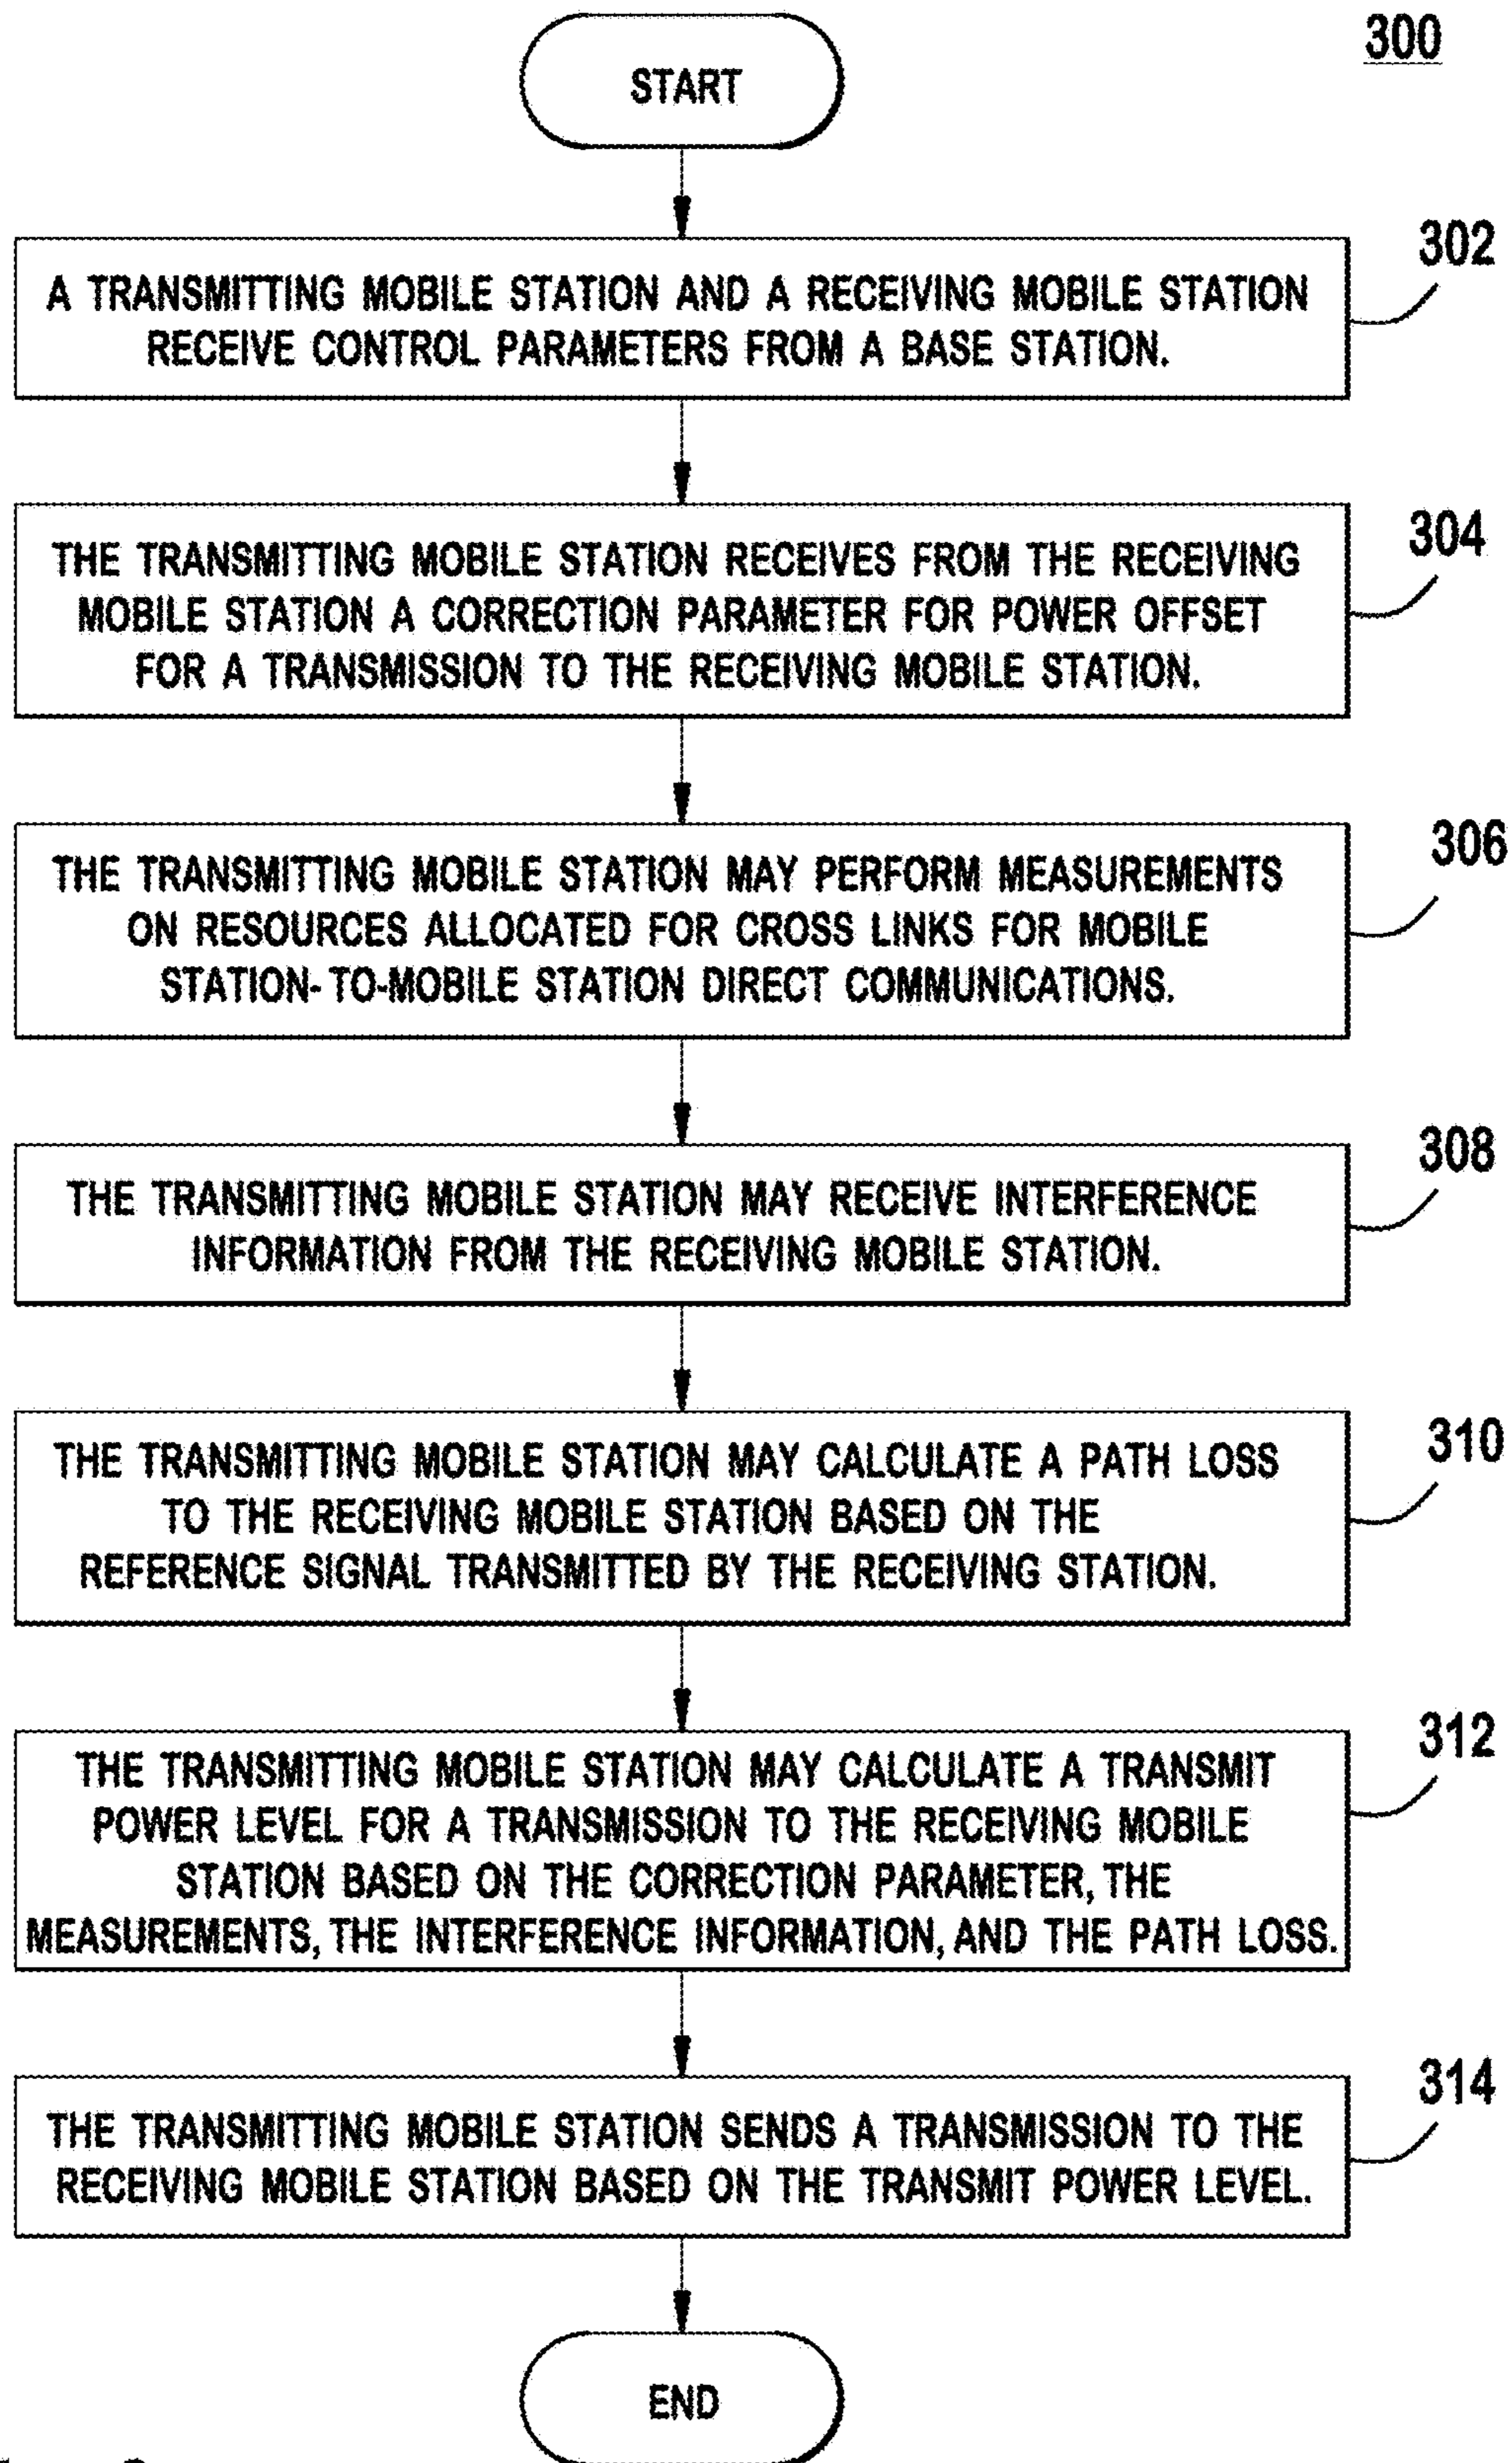 300
START
302
A TRANSMITTING MOBILE STATION AND A RECEIVING MOBILE STATION
RECEIVE CONTROL PARAMETERS FROM A BASE STATION.
304
THE TRANSMITTING MOBILE STATION RECEIVES FROM THE RECEIVING
MOBILE STATION A CORRECTION PARAMETER FOR POWER OFFSET
FOR A TRANSMISSION TO THE RECEIVING MOBILE STATION.
306
THE TRANSMITTING MOBILE STATION MAY PERFORM MEASUREMENTS
ON RESOURCES ALLOCATED FOR CROSS LINKS FOR MOBILE
STATION-TO-MOBILE STATION DIRECT COMMUNICATIONS.
308
THE TRANSMITTING MOBILE STATION MAY RECEIVE INTERFERENCE
INFORMATION FROM THE RECEIVING MOBILE STATION.
310
THE TRANSMITTING MOBILE STATION MAY CALCULATE A PATH LOSS
TO THE RECEIVING MOBILE STATION BASED ON THE
REFERENCE SIGNAL TRANSMITTED BY THE RECEIVING STATION.
312
THE TRANSMITTING MOBILE STATION MAY CALCULATE A TRANSMIT
POWER LEVEL FOR A TRANSMISSION TO THE RECEIVING MOBILE
STATION BASED ON THE CORRECTION PARAMETER, THE
MEASUREMENTS, THE INTERFERENCE INFORMATION, AND THE PATH LOSS.
314
THE TRANSMITTING MOBILE STATION SENDS A TRANSMISSION TO THE
RECEIVING MOBILE STATION BASED ON THE TRANSMIT POWER LEVEL.
END